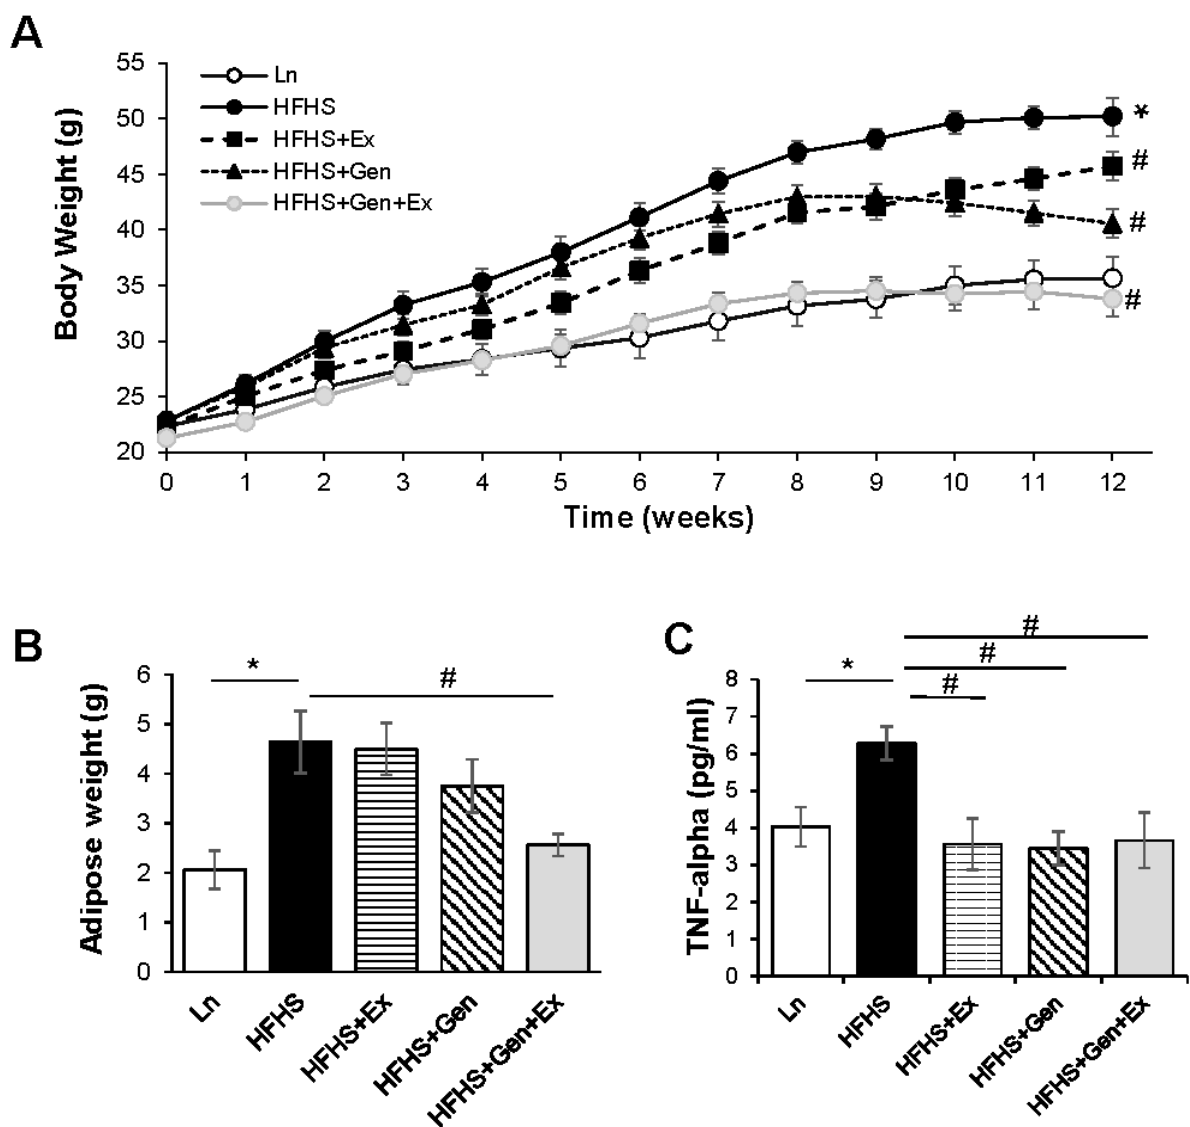 A
Body Weight (g)
55
50
45
40
35
30
25
20
Ln
HFHS
HFHS+Ex
HFHS+Gen
HFHS+Gen+Ex
*
#
#
#
0 1 2 3 4 5 6 7 8 9 10 11 12
Time (weeks)
B
Adipose weight (g)
6
5
4
3
2
1
0
*
#
Ln
HFHS
HFHS+Ex
HFHS+Gen
HFHS+Gen+Ex
C
TNF-alpha (pg/ml)
8
7
6
5
4
3
2
1
0
*
#
#
#
Ln
HFHS
HFHS+Ex
HFHS+Gen
HFHS+Gen+Ex